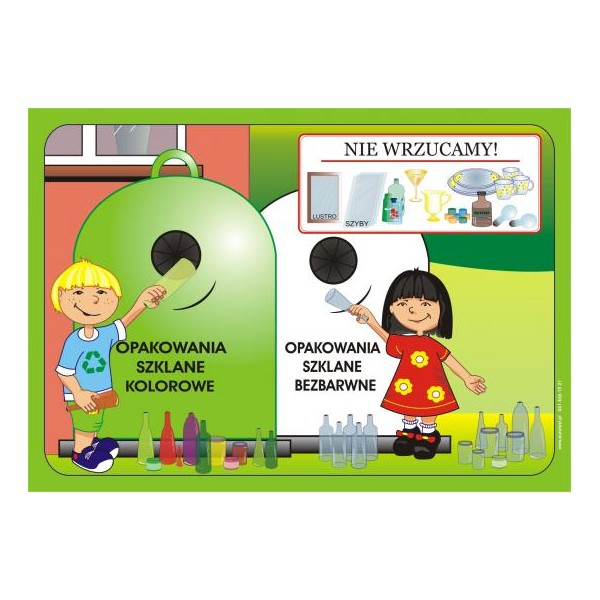 NIE WRZUCAMY!
LUSTRO
SZYBY
OPAKOWANIA
SZKLANE
KOLOROWE
OPAKOWANIA
SZKLANE
BEZBARWNE